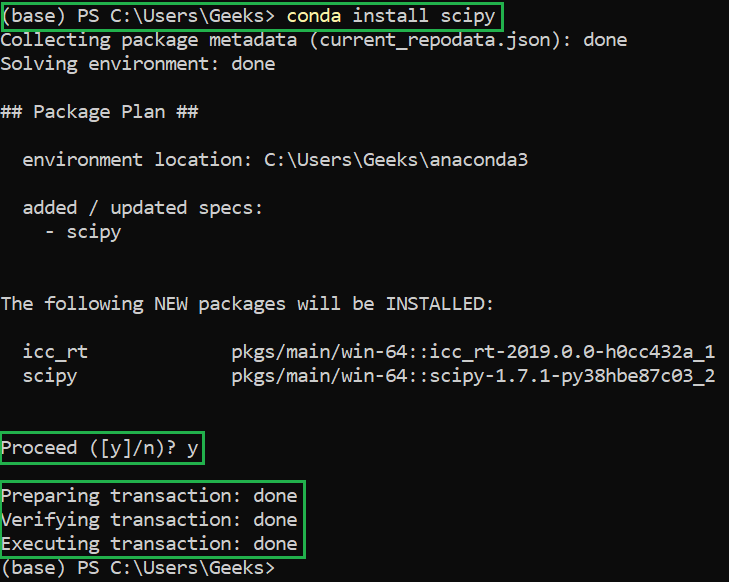 (base) PS C:\Users\Geeks> conda install scipy
Collecting package metadata (current_repodata.json): done
Solving environment: done
## Package Plan ##
environment location: C:\Users\Geeks\anaconda3
added / updated specs:
- scipy
The following NEW packages will be INSTALLED:
icc_rt pkgs/main/win-64::icc_rt-2019.0.0-h0cc432a_1
scipy pkgs/main/win-64::scipy-1.7.1-py38hbe87c03_2
Proceed ([y]/n)? y
Preparing transaction: done
Verifying transaction: done
Executing transaction: done
(base) PS C:\Users\Geeks>